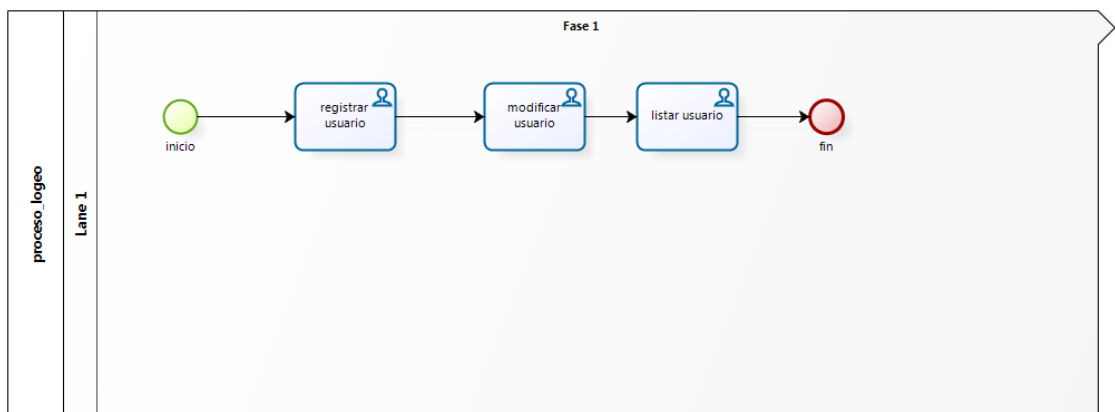 Fase 1
proceso_logeo
Lane 1
inicio
registrar
usuario
modificar
usuario
listar usuario
fin